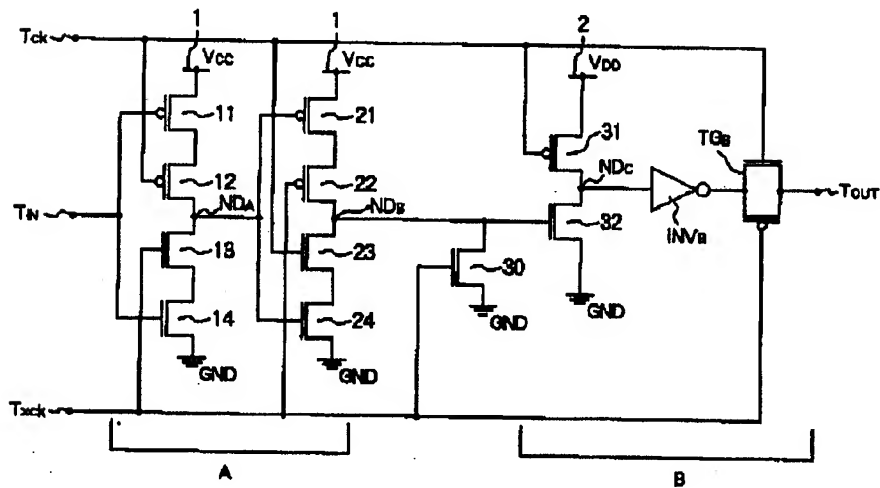 1
1
2
Tck
VCC
VCC
VDD
11
21
31
TGB
12
22
NDC
TIN
NDA
NDB
TOUT
13
23
30
32
INVB
14
24
GND
GND
GND
GND
Txck
A
B